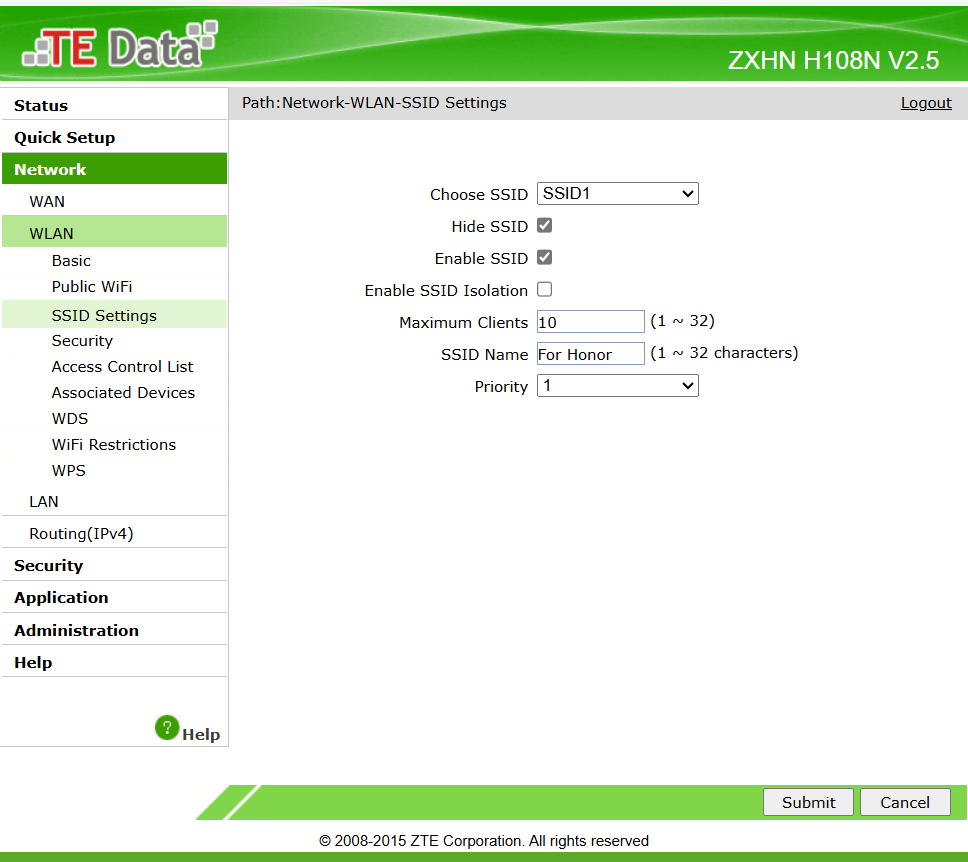 TE Data
ZXHN H108N V2.5
Path:Network-WLAN-SSID Settings
Logout
Status
Quick Setup
Network
WAN
WLAN
Basic
Public WiFi
SSID Settings
Security
Access Control List
Associated Devices
WDS
WiFi Restrictions
WPS
LAN
Routing(IPv4)
Security
Application
Administration
Help
? Help
Choose SSID SSID1
Hide SSID
Enable SSID
Enable SSID Isolation
Maximum Clients 10 (1 ~ 32)
SSID Name For Honor (1 ~ 32 characters)
Priority 1
Submit Cancel
© 2008-2015 ZTE Corporation. All rights reserved